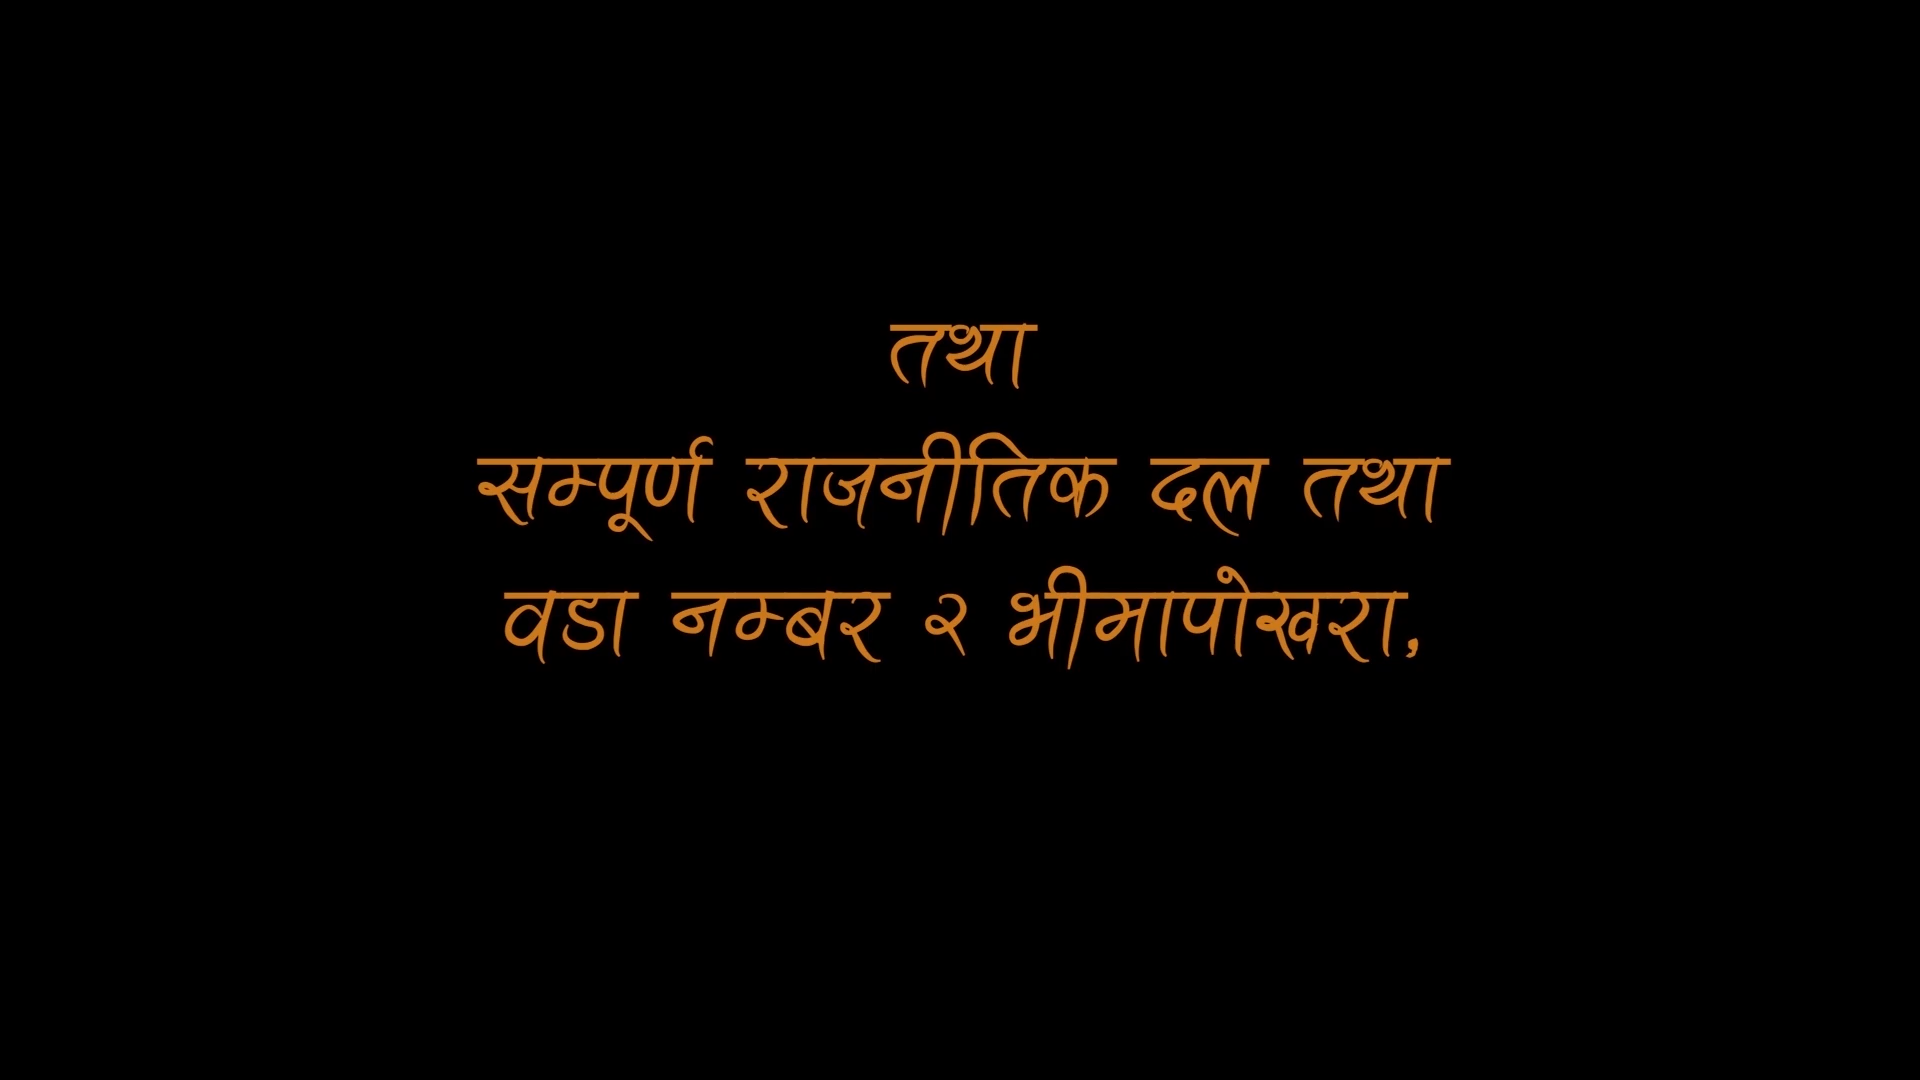 तथा
सम्पूर्ण राजनीतिक दल तथा
वडा नम्बर २ भीमापोखरा,